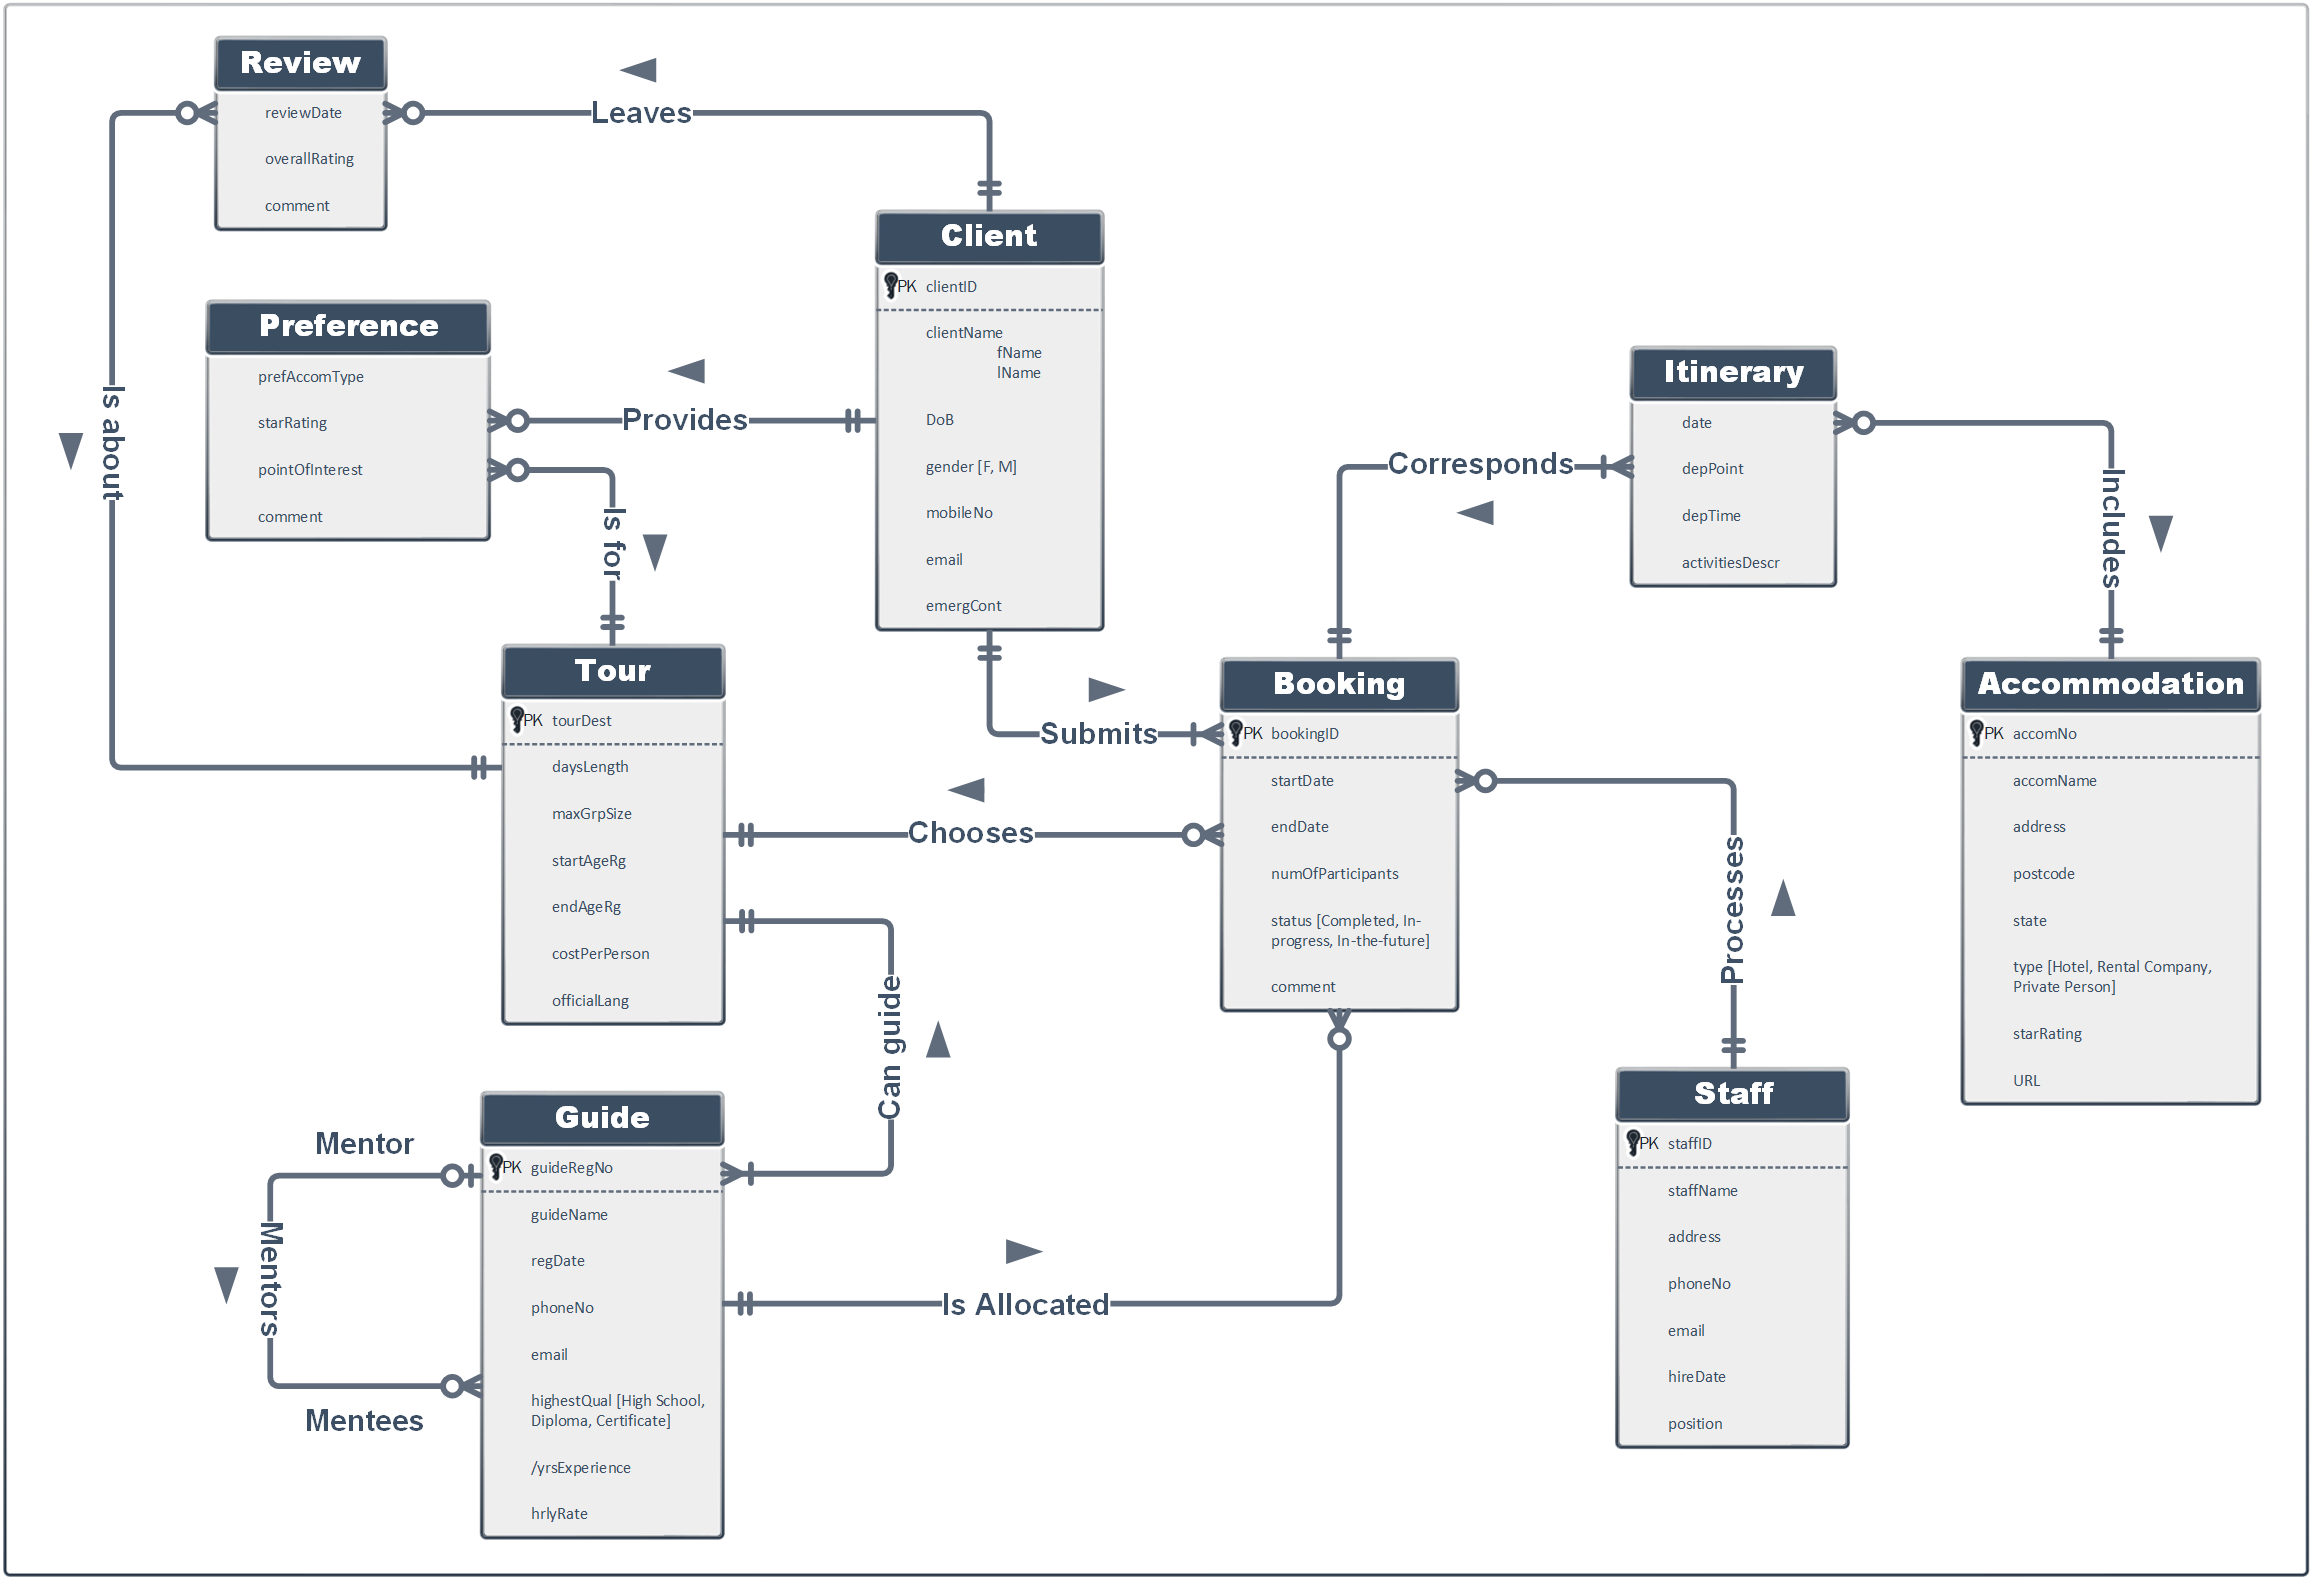 Review
reviewDate
overallRating
comment
Leaves
Client
PK clientID
clientName
fName
lName
DoB
gender [F, M]
mobileNo
email
emergCont
Preference
prefAccomType
starRating
pointOfInterest
comment
Provides
Is about
Is for
Itinerary
date
depPoint
depTime
activitiesDescr
Corresponds
Includes
Tour
PK tourDest
daysLength
maxGrpSize
startAgeRg
endAgeRg
costPerPerson
officialLang
Submits
Chooses
Booking
PK bookingID
startDate
endDate
numOfParticipants
status [Completed, In-
progress, In-the-future]
comment
Accommodation
PK accomNo
accomName
address
postcode
state
type [Hotel, Rental Company,
Private Person]
starRating
URL
Processes
Can guide
Guide
PK guideRegNo
guideName
regDate
phoneNo
email
highestQual [High School,
Diploma, Certificate]
/yrsExperience
hrlyRate
Mentor
Mentors
Mentees
Is Allocated
Staff
PK staffID
staffName
address
phoneNo
email
hireDate
position